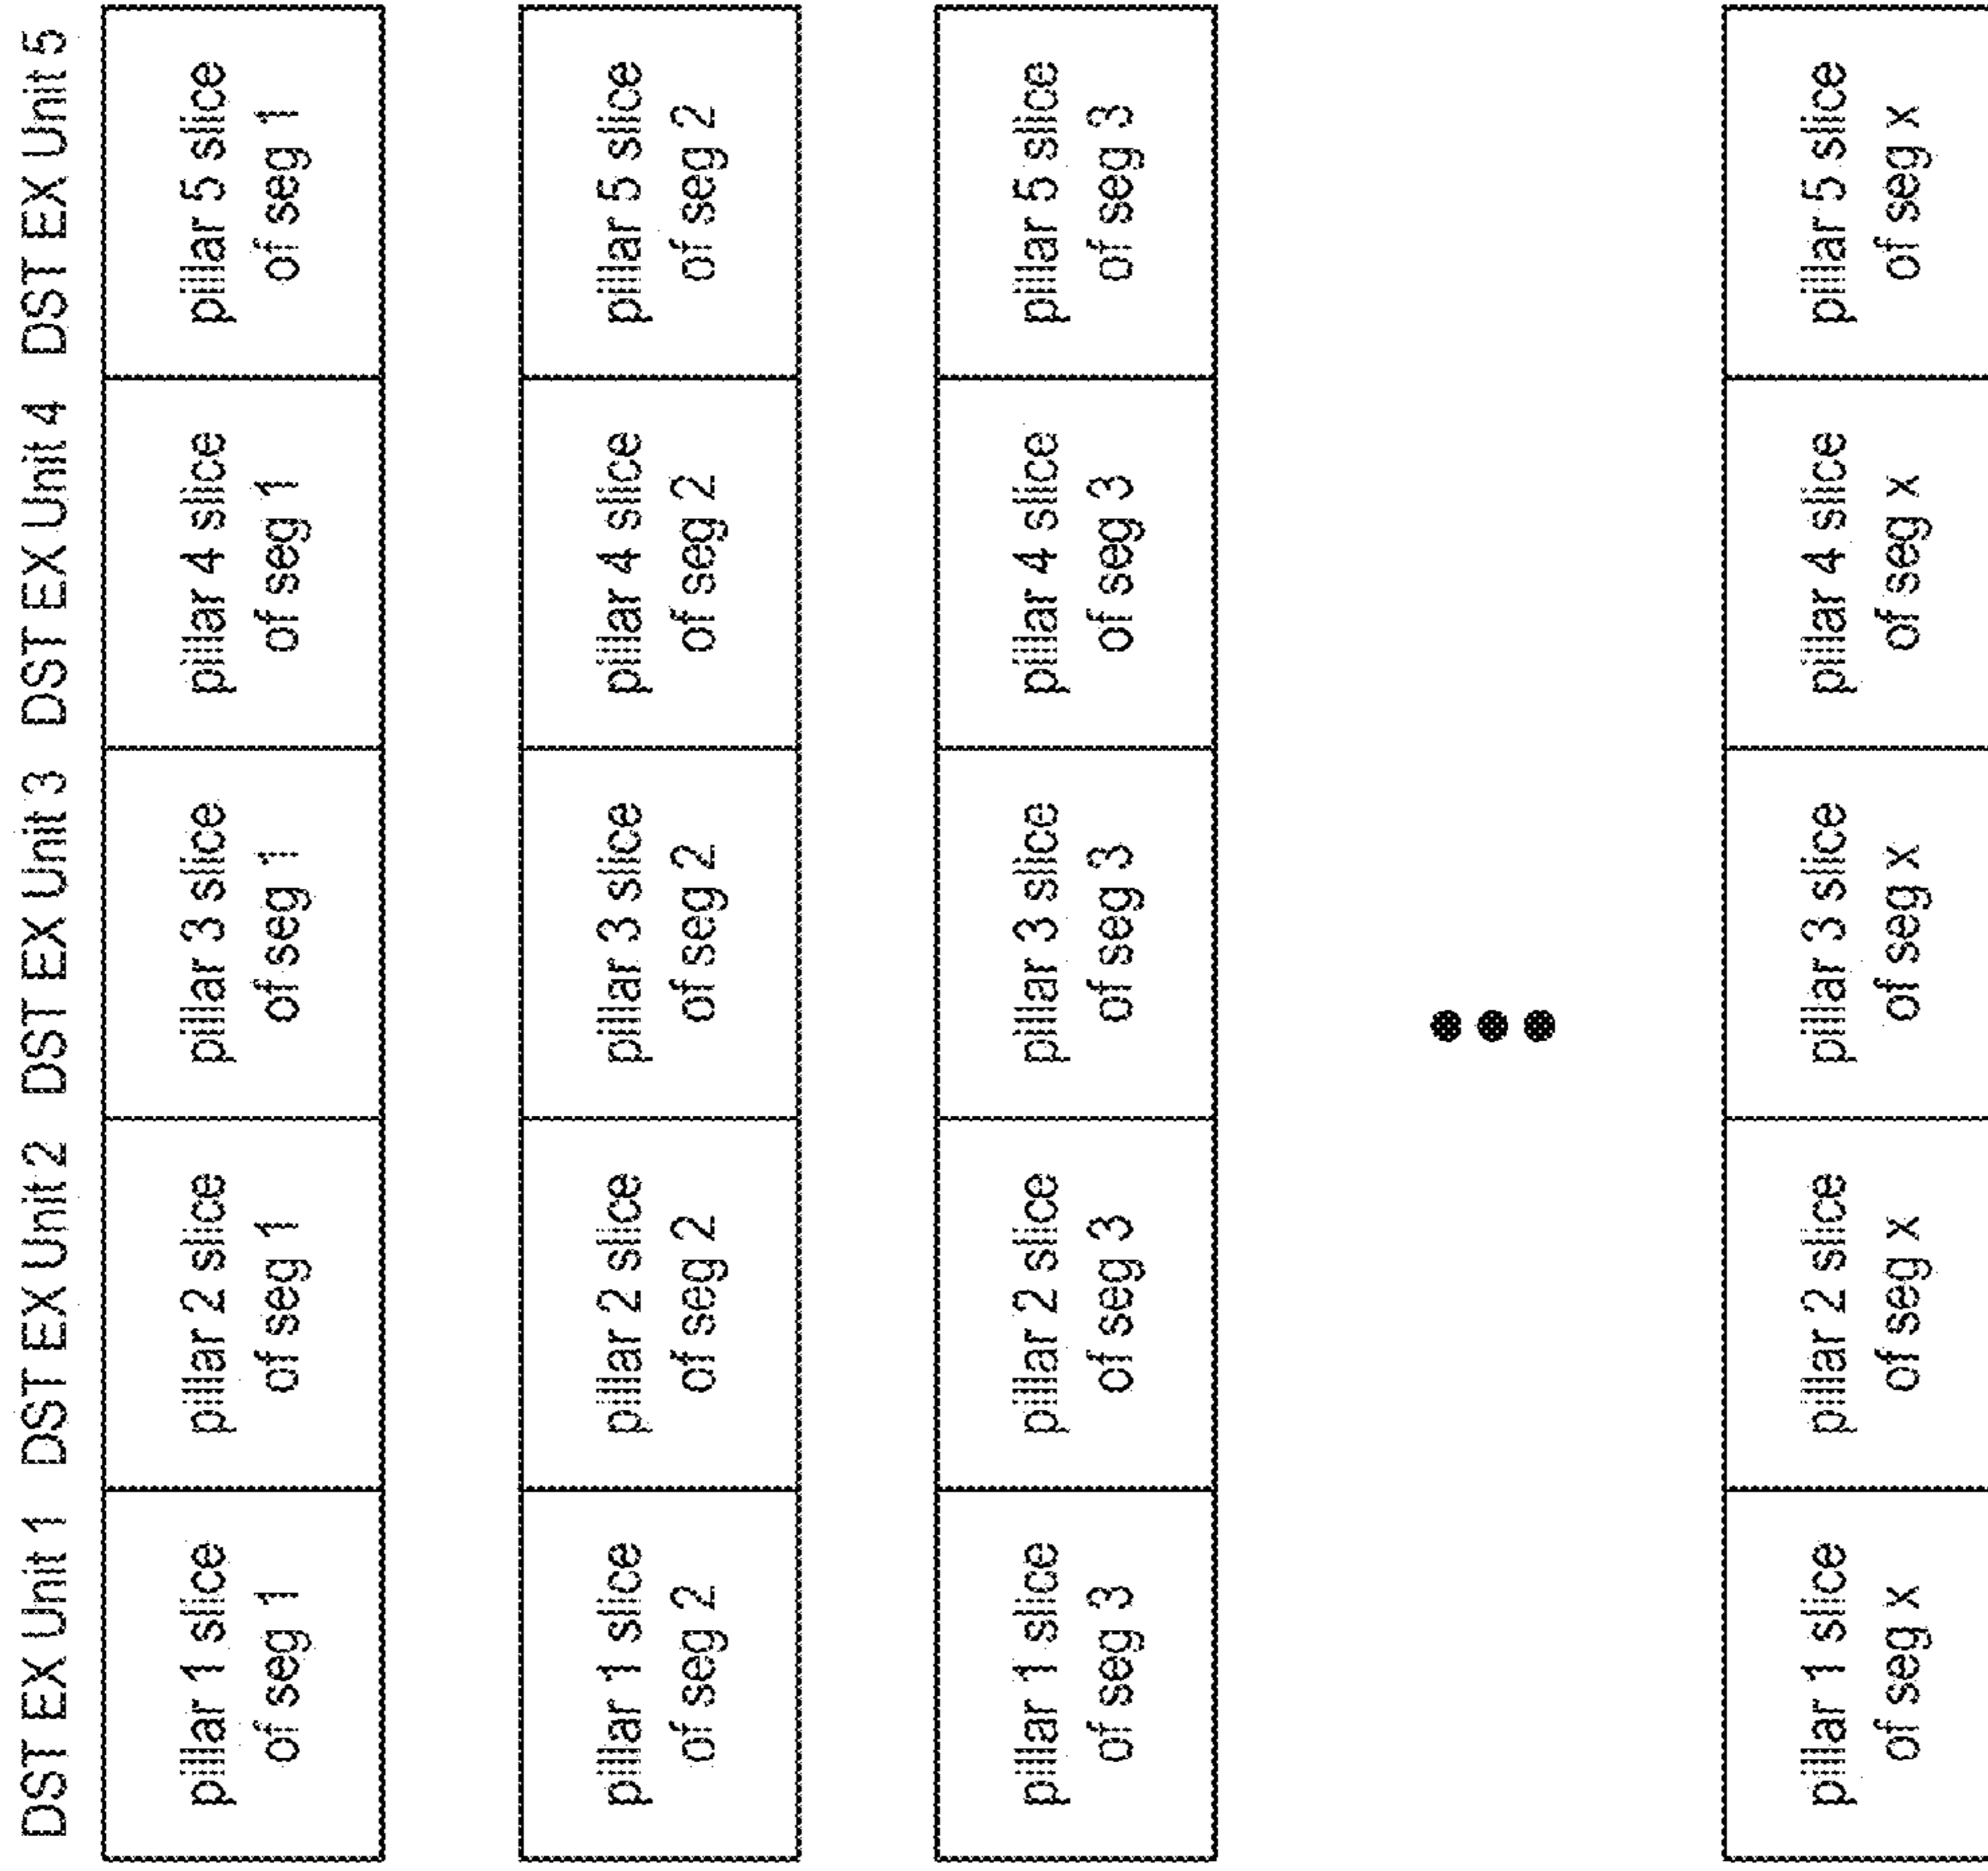 DST EX Unit 1 DST EX Unit 2 DST EX Unit 3 DST EX Unit 4 DST EX Unit 5
pillar 1 slice
of seg 1
pillar 2 slice
of seg 1
pillar 3 slice
of seg 1
pillar 4 slice
of seg 1
pillar 5 slice
of seg 1
pillar 1 slice
of seg 2
pillar 2 slice
of seg 2
pillar 3 slice
of seg 2
pillar 4 slice
of seg 2
pillar 5 slice
of seg 2
pillar 1 slice
of seg 3
pillar 2 slice
of seg 3
pillar 3 slice
of seg 3
pillar 4 slice
of seg 3
pillar 5 slice
of seg 3
pillar 1 slice
of seg x
pillar 2 slice
of seg x
pillar 3 slice
of seg x
pillar 4 slice
of seg x
pillar 5 slice
of seg x